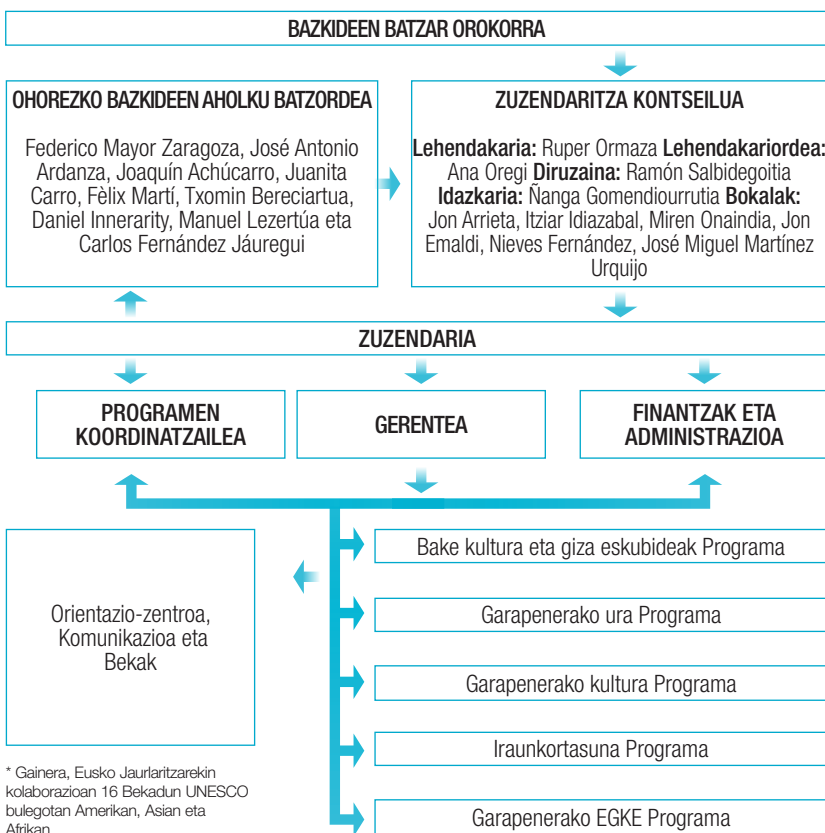 BAZKIDEEN BATZAR OROKORRA
OHOREZKO BAZKIDEEN AHOLKU BATZORDEA
Federico Mayor Zaragoza, José Antonio
Ardanza, Joaquín Achúcarro, Juanita
Carro, Fèlix Martí, Txomin Bereciartua,
Daniel Innerarity, Manuel Lezertúa eta
Carlos Fernández Jáuregui
ZUZENDARITZA KONTSEILUA
Lehendakaria: Ruper Ormaza Lehendakariordea:
Ana Oregi Diruzaina: Ramón Salbidegoitia
Idazkaria: Ñanga Gomendiourrutia Bokalak:
Jon Arrieta, Itziar Idiazabal, Miren Onaindia, Jon
Emaldi, Nieves Fernández, José Miguel Martínez
Urquijo
ZUZENDARIA
PROGRAMEN
KOORDINATZAILEA
GERENTEA
FINANTZAK ETA
ADMINISTRAZIOA
Orientazio-zentroa,
Komunikazioa eta
Bekak
Bake kultura eta giza eskubideak Programa
Garapenerako ura Programa
Garapenerako kultura Programa
Iraunkortasuna Programa
Garapenerako EGKE Programa
* Gainera, Eusko Jaurlaritzarekin
kolaborazioan 16 Bekadun UNESCO
bulegotan Amerikan, Asian eta
Afrikan